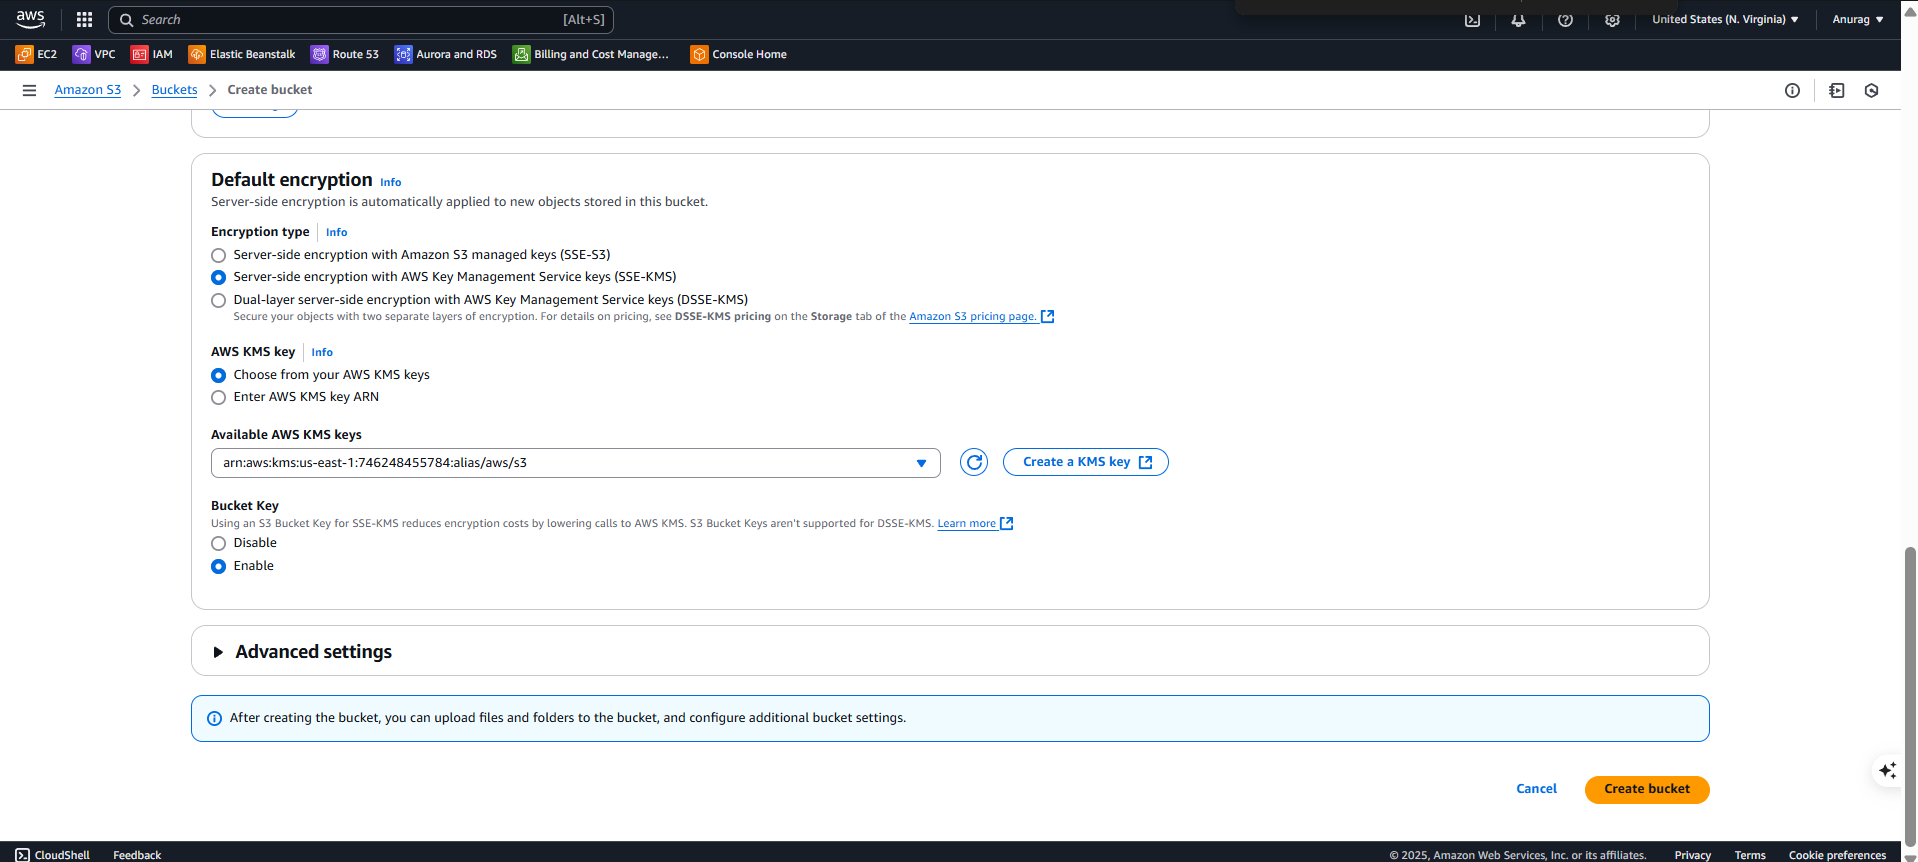 aws
Search [Alt+S]
United States (N. Virginia)
Anurag
EC2 VPC IAM Elastic Beanstalk Route 53 Aurora and RDS Billing and Cost Manage... Console Home
Amazon S3 Buckets Create bucket
Default encryption Info
Server-side encryption is automatically applied to new objects stored in this bucket.
Encryption type Info
Server-side encryption with Amazon S3 managed keys (SSE-S3)
Server-side encryption with AWS Key Management Service keys (SSE-KMS)
Dual-layer server-side encryption with AWS Key Management Service keys (DSSE-KMS)
Secure your objects with two separate layers of encryption. For details on pricing, see DSSE-KMS pricing on the Storage tab of the Amazon S3 pricing page.
AWS KMS key Info
Choose from your AWS KMS keys
Enter AWS KMS key ARN
Available AWS KMS keys
arn:aws:kms:us-east-1:746248455784:alias/aws/s3
Create a KMS key
Bucket Key
Using an S3 Bucket Key for SSE-KMS reduces encryption costs by lowering calls to AWS KMS. S3 Bucket Keys aren't supported for DSSE-KMS. Learn more
Disable
Enable
Advanced settings
After creating the bucket, you can upload files and folders to the bucket, and configure additional bucket settings.
Cancel Create bucket
CloudShell Feedback © 2025, Amazon Web Services, Inc. or its affiliates. Privacy Terms Cookie preferences